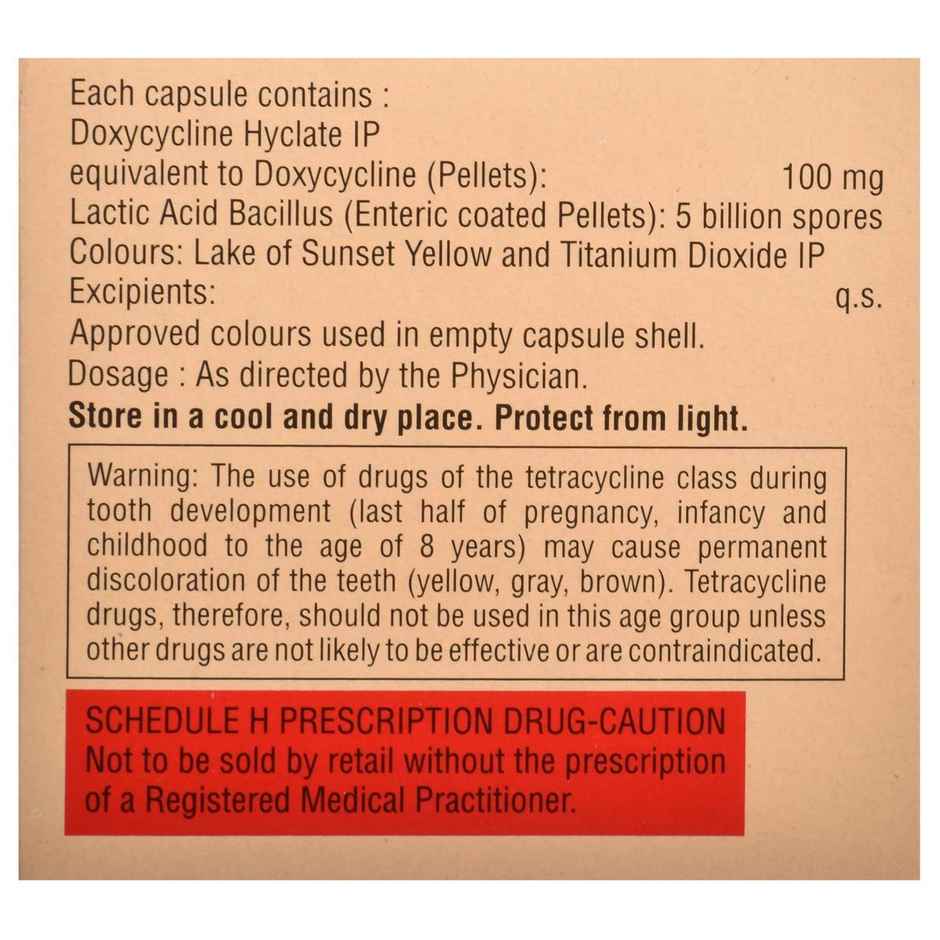 Each capsule contains :
Doxycycline Hyclate IP
equivalent to Doxycycline (Pellets): 100 mg
Lactic Acid Bacillus (Enteric coated Pellets): 5 billion spores
Colours: Lake of Sunset Yellow and Titanium Dioxide IP
Excipients: q.s.
Approved colours used in empty capsule shell.
Dosage : As directed by the Physician.
Store in a cool and dry place. Protect from light.
Warning: The use of drugs of the tetracycline class during
tooth development (last half of pregnancy, infancy and
childhood to the age of 8 years) may cause permanent
discoloration of the teeth (yellow, gray, brown). Tetracycline
drugs, therefore, should not be used in this age group unless
other drugs are not likely to be effective or are contraindicated.
SCHEDULE H PRESCRIPTION DRUG-CAUTION
Not to be sold by retail without the prescription
of a Registered Medical Practitioner.